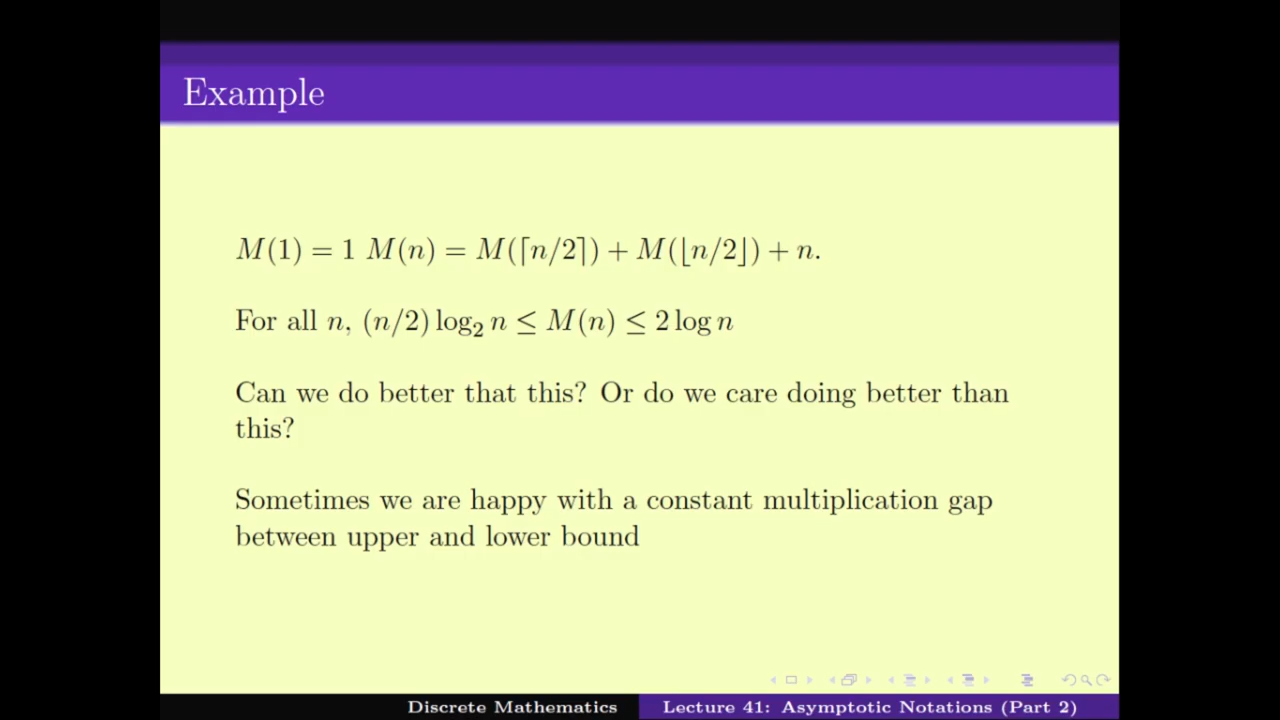 Example
M(1) = 1 M(n) = M(⌈n/2⌉) + M(⌊n/2⌋) + n.
For all n, (n/2) log₂ n ≤ M(n) ≤ 2 log n
Can we do better that this? Or do we care doing better than
this?
Sometimes we are happy with a constant multiplication gap
between upper and lower bound
Discrete Mathematics Lecture 41: Asymptotic Notations (Part 2)